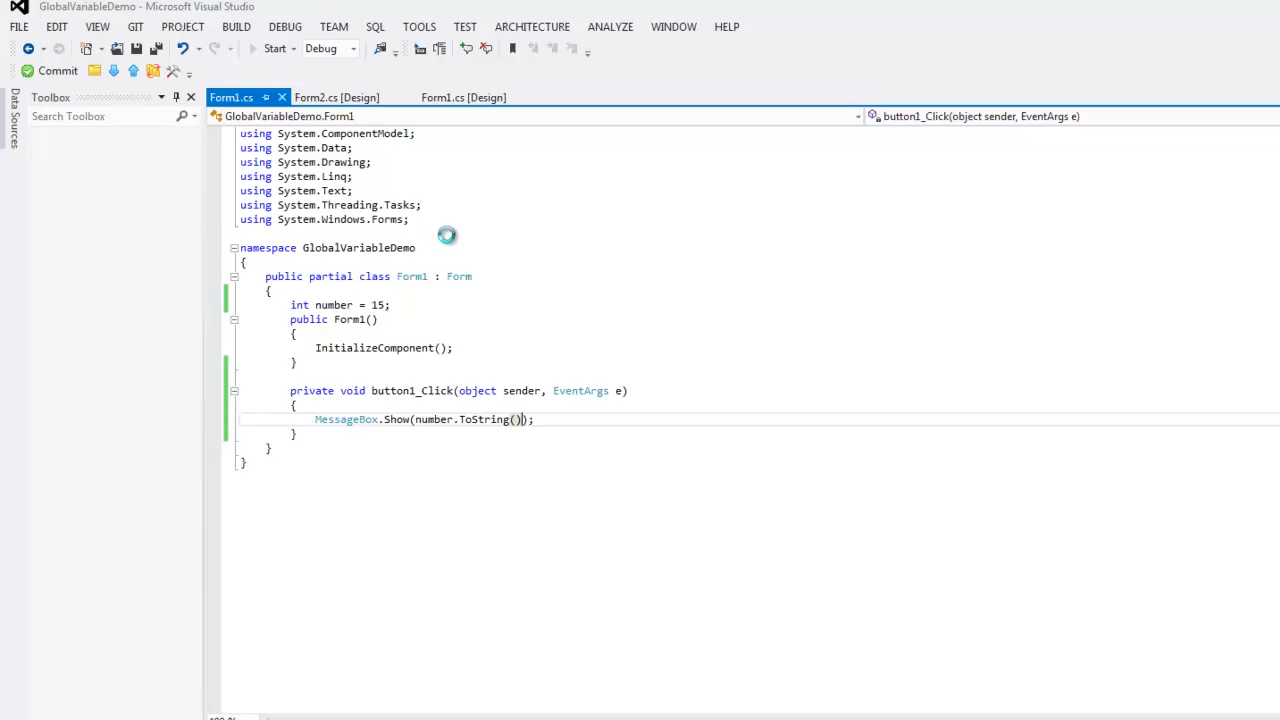 GlobalVariableDemo - Microsoft Visual Studio
FILE EDIT VIEW GIT PROJECT BUILD DEBUG TEAM SQL TOOLS TEST ARCHITECTURE ANALYZE WINDOW HELP
Start Debug
Commit
Data Sources
Toolbox
Search Toolbox
Form1.cs Form2.cs [Design] Form1.cs [Design]
GlobalVariableDemo.Form1 button1_Click(object sender, EventArgs e)
using System.ComponentModel;
using System.Data;
using System.Drawing;
using System.Linq;
using System.Text;
using System.Threading.Tasks;
using System.Windows.Forms;
namespace GlobalVariableDemo
{
public partial class Form1 : Form
{
int number = 15;
public Form1()
{
InitializeComponent();
}
private void button1_Click(object sender, EventArgs e)
{
MessageBox.Show(number.ToString());
}
}
}